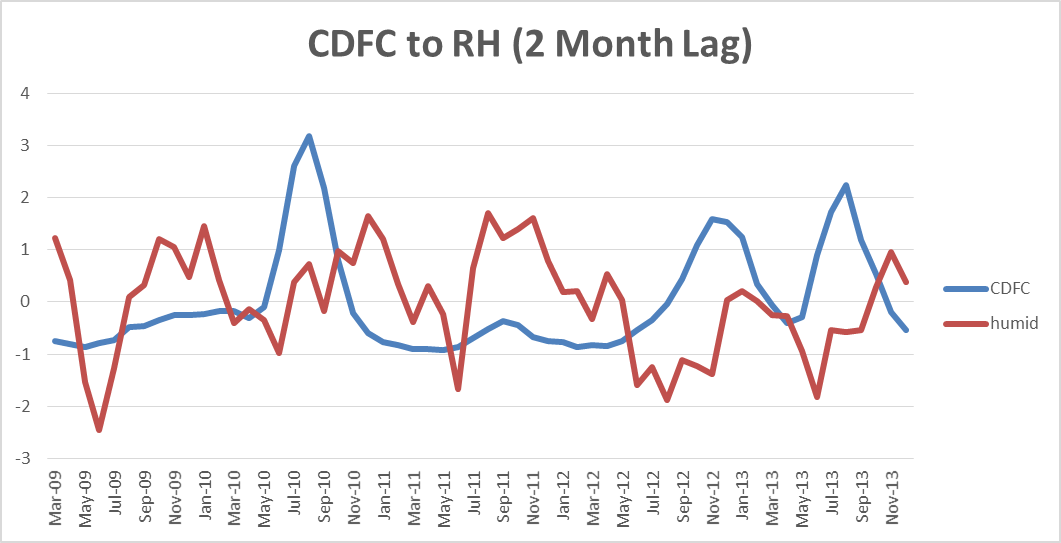 CDFC to RH (2 Month Lag)
4
3
2
1
0
-1
-2
-3
Mar-09
May-09
Jul-09
Sep-09
Nov-09
Jan-10
Mar-10
May-10
Jul-10
Sep-10
Nov-10
Jan-11
Mar-11
May-11
Jul-11
Sep-11
Nov-11
Jan-12
Mar-12
May-12
Jul-12
Sep-12
Nov-12
Jan-13
Mar-13
May-13
Jul-13
Sep-13
Nov-13
CDFC
humid